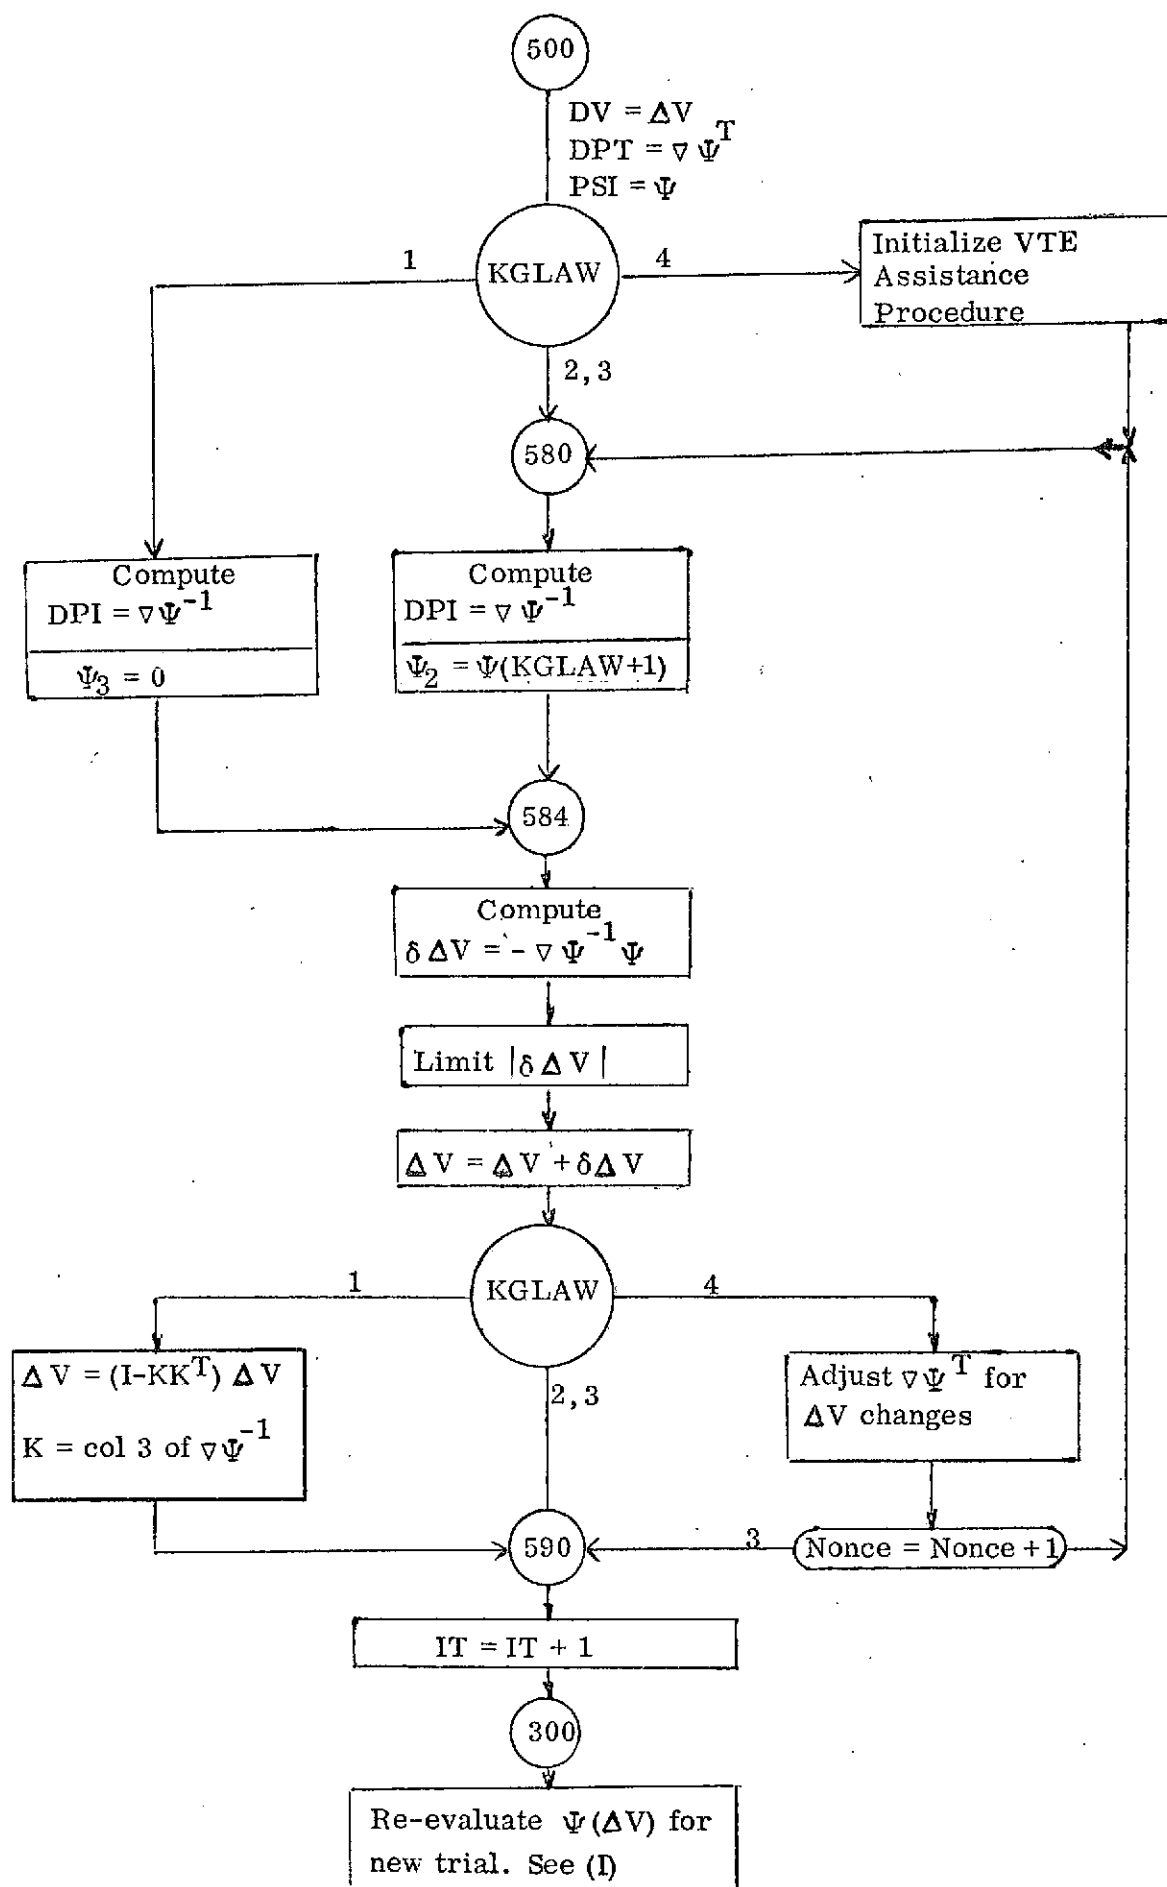 500
DV = ΔV
DPT = ∇Ψ^T
PSI = Ψ
KGLAW
1
4
2, 3
Initialize VTE
Assistance
Procedure
580
Compute
DPI = ∇Ψ^-1
Ψ_3 = 0
Compute
DPI = ∇Ψ^-1
Ψ_2 = Ψ(KGLAW+1)
584
Compute
δΔV = - ∇Ψ^-1 Ψ
Limit |δΔV|
ΔV = ΔV + δΔV
KGLAW
1
4
2, 3
ΔV = (I-KK^T) ΔV
K = col 3 of ∇Ψ^-1
Adjust ∇Ψ^T for
ΔV changes
590
3
Nonce = Nonce +1
IT = IT + 1
300
Re-evaluate Ψ(ΔV) for
new trial. See (I)